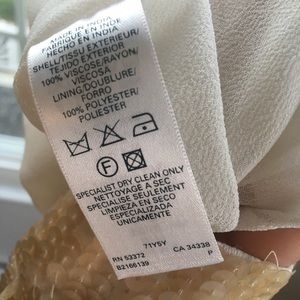 MADE IN INDIA
FABRIQUÉ EN INDE
HECHO EN INDIA
SHELL/TISSU EXTERIEUR/
TEJIDO EXTERIOR
100% VISCOSE/RAYON/
VISCOSA
LINING/DOUBLURE/
FORRO
100% POLYESTER/
POLIESTER
F
SPECIALIST DRY CLEAN ONLY
NETTOYAGE A SEC
SPECIALISE SEULEMENT
LIMPIEZA EN SECO
ESPECIALIZADA
UNICAMENTE
71Y5Y
RN 53372 CA 34338
B2166139 P